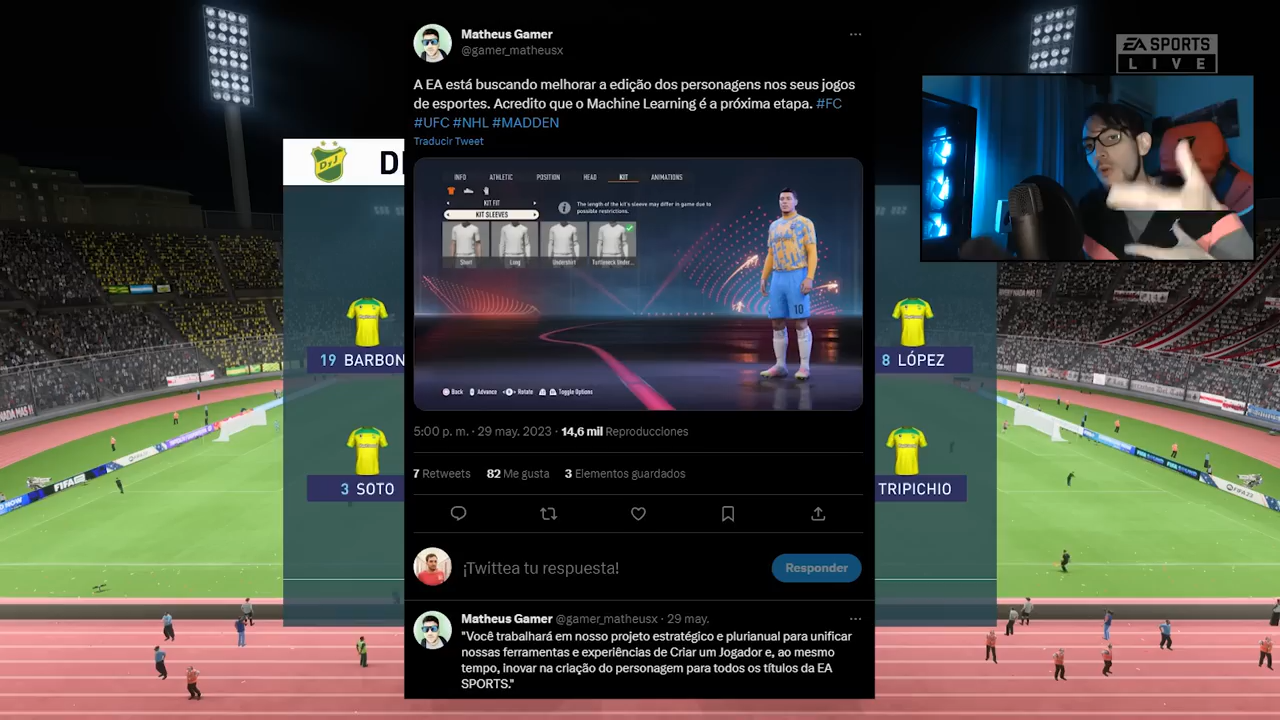 EA SPORTS
LIVE
DyJ
D
19 BARBON
3 SOTO
8 LÓPEZ
TRIPICHIO
FIFA
Matheus Gamer
@gamer_matheusx
A EA está buscando melhorar a edição dos personagens nos seus jogos
de esportes. Acredito que o Machine Learning é a próxima etapa. #FC
#UFC #NHL #MADDEN
Traducir Tweet
INFO ATHLETIC POSITION HEAD KIT ANIMATIONS
KIT FIT
KIT SLEEVES
The length of the kit's sleeve may differ in game due to
possible restrictions.
Short Long Undershirt Turtleneck Under...
10
Back Advance Rotate Toggle Options
5:00 p. m. · 29 may. 2023 · 14,6 mil Reproducciones
7 Retweets 82 Me gusta 3 Elementos guardados
¡Twittea tu respuesta!
Responder
Matheus Gamer @gamer_matheusx · 29 may.
"Você trabalhará em nosso projeto estratégico e plurianual para unificar
nossas ferramentas e experiências de Criar um Jogador e, ao mesmo
tempo, inovar na criação do personagem para todos os títulos da EA
SPORTS."